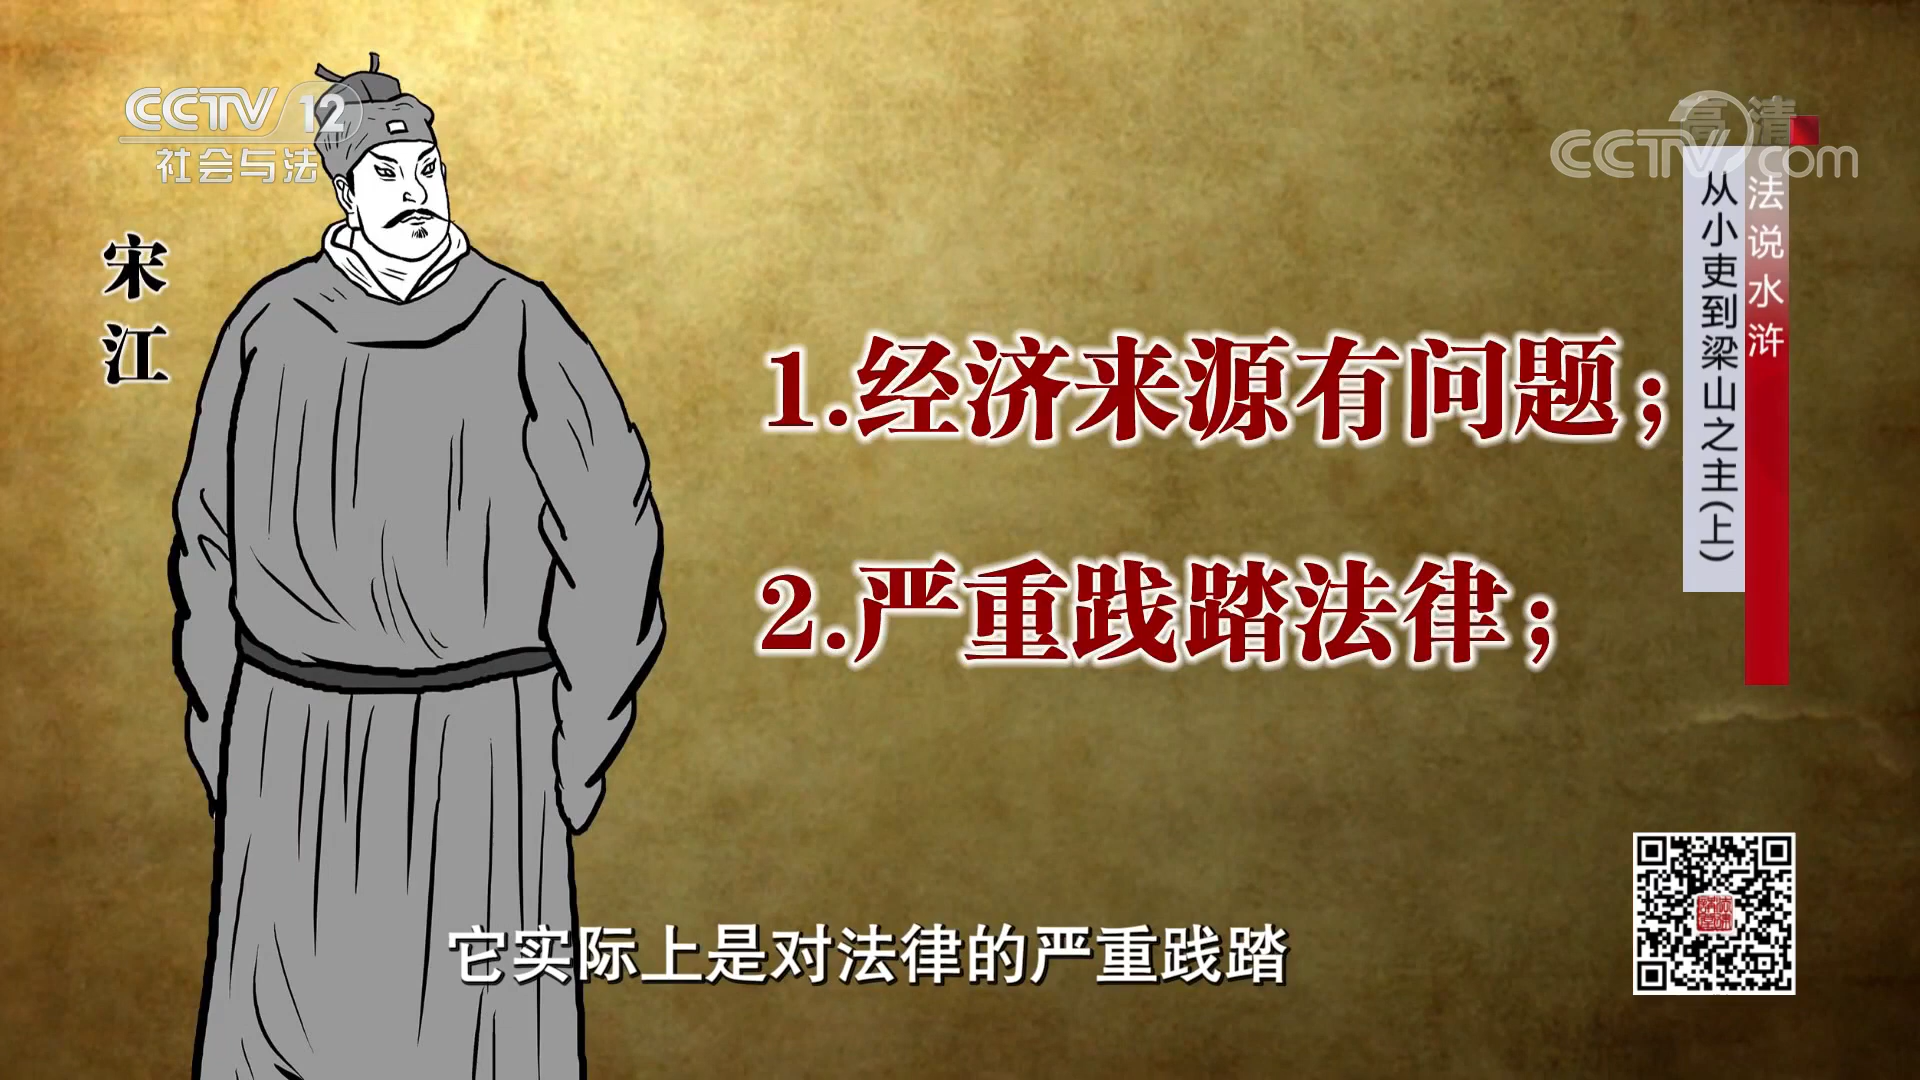 CCTV 12
社会与法
高清
CCTV.com
宋江
1.经济来源有问题；
2.严重践踏法律；
法说水浒
从小吏到梁山之主(上)
它实际上是对法律的严重践踏